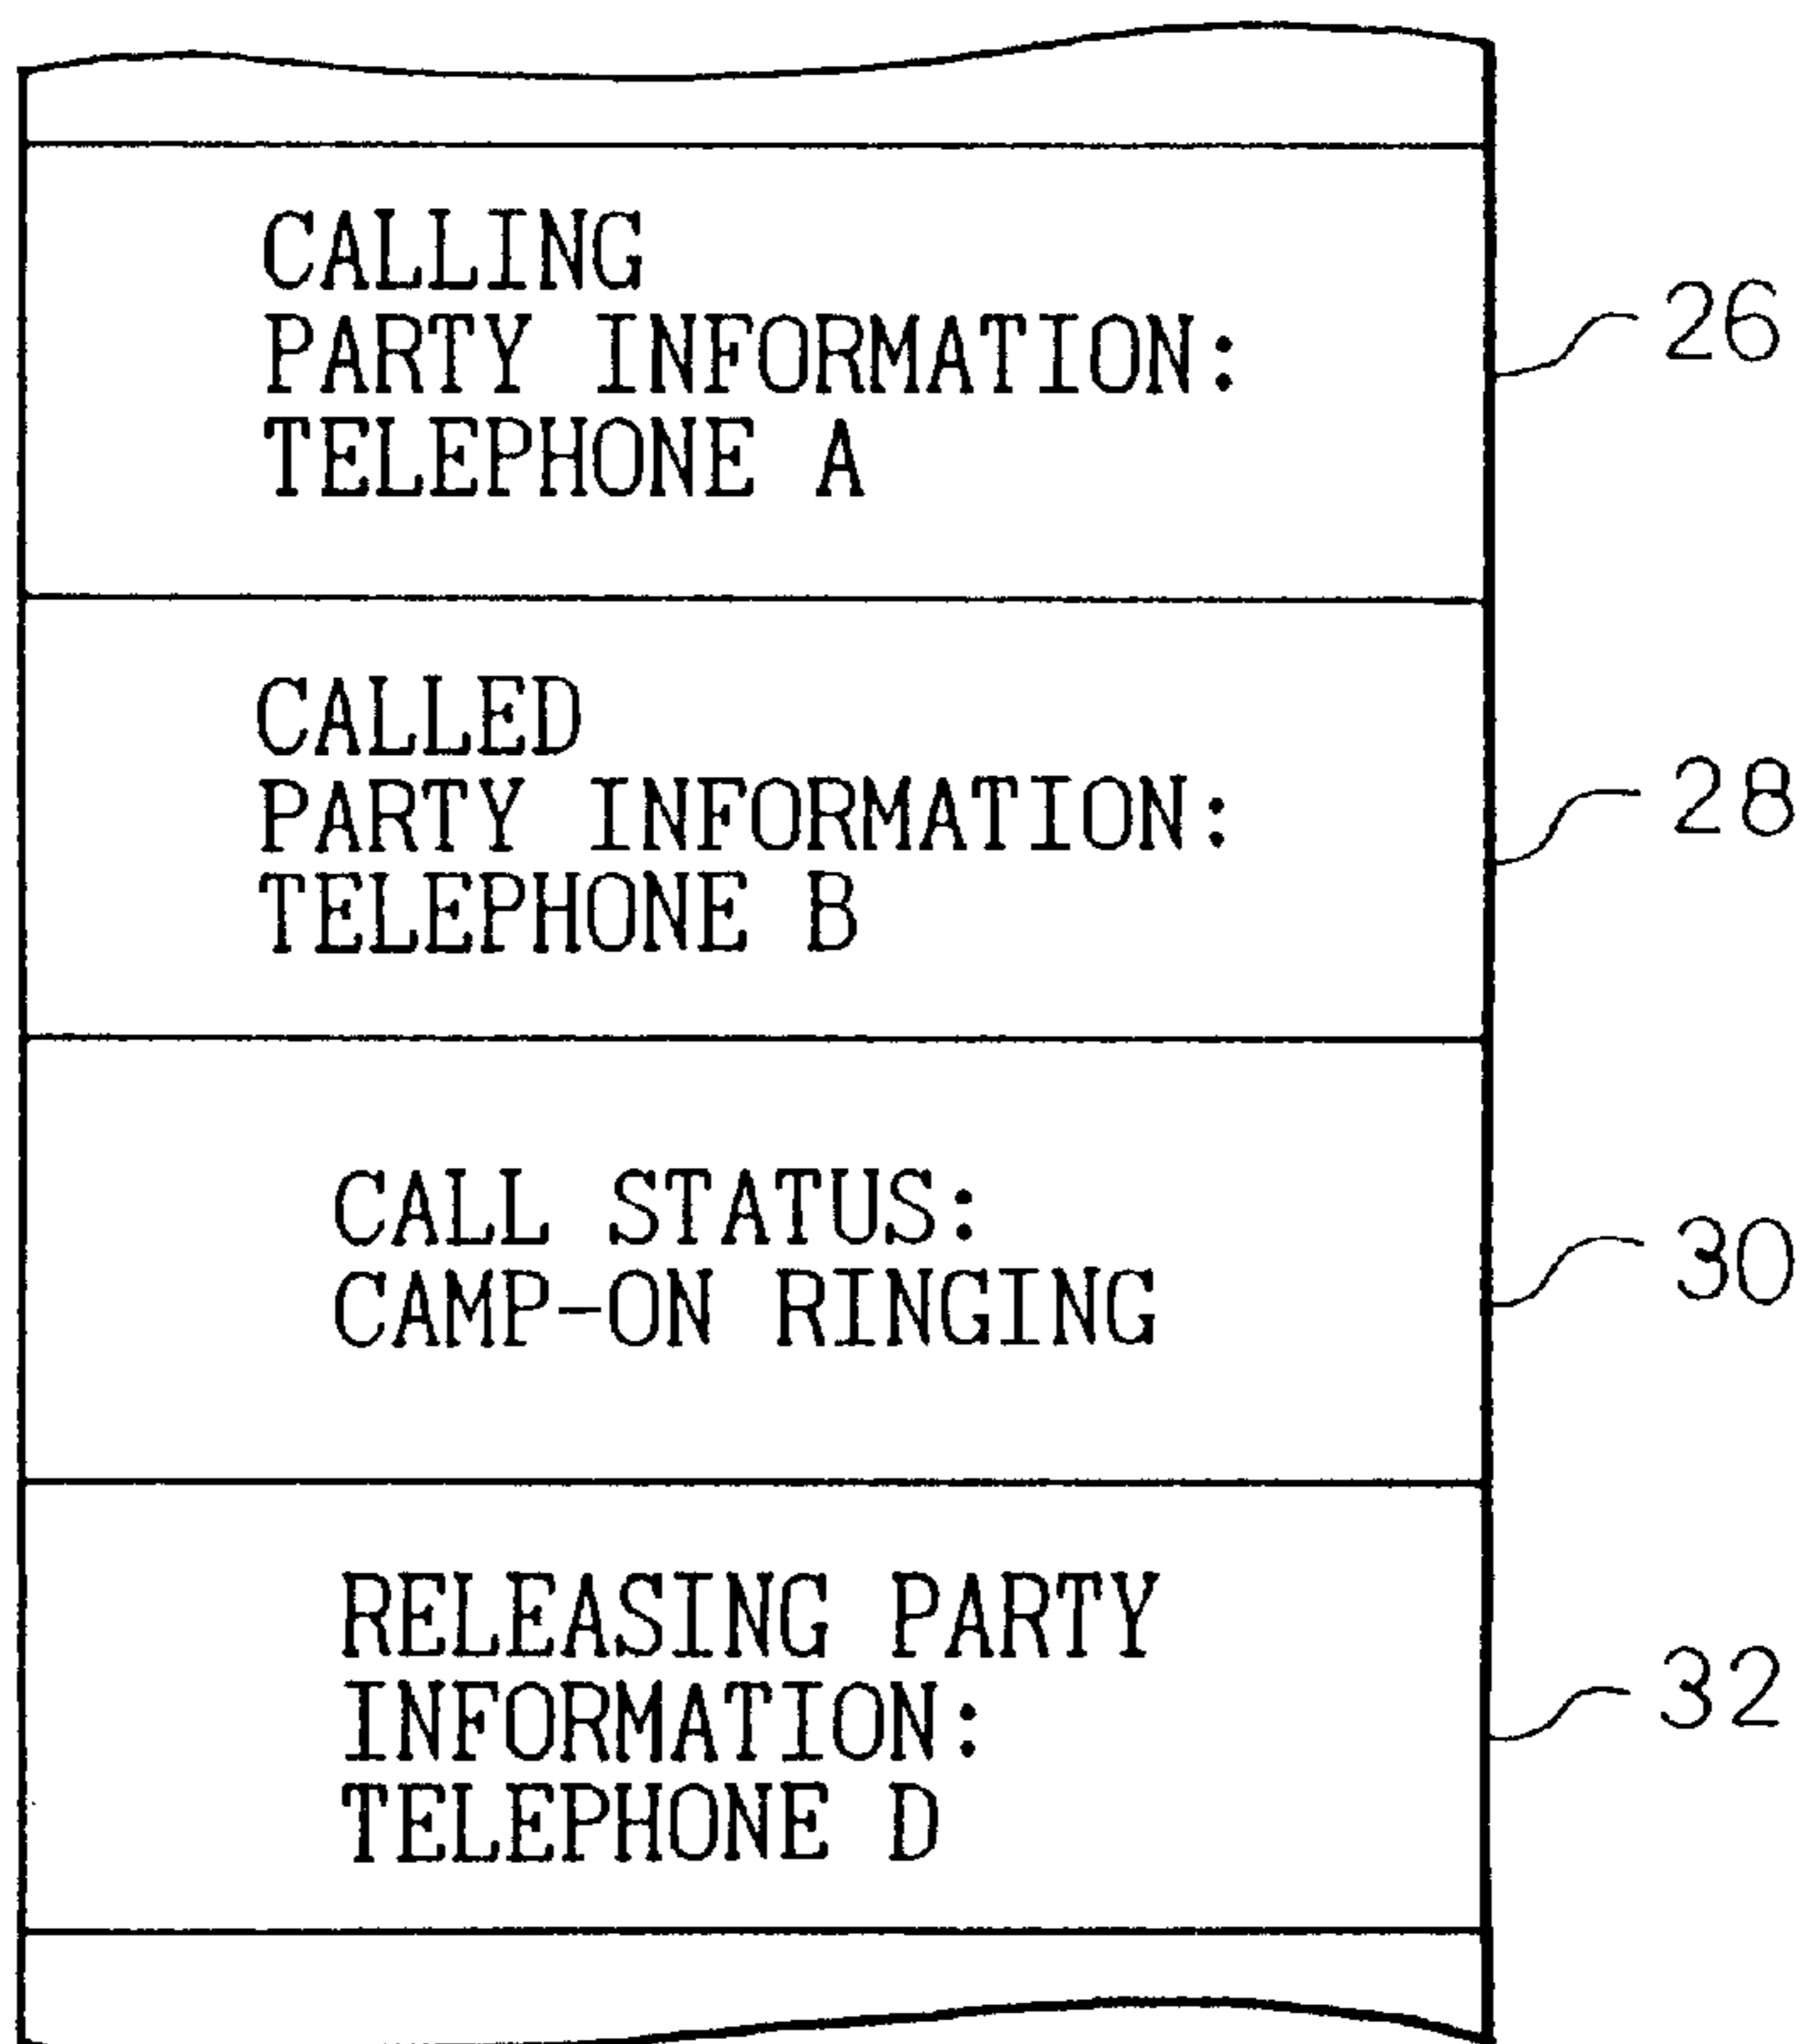 CALLING
PARTY INFORMATION:
TELEPHONE A
26
CALLED
PARTY INFORMATION:
TELEPHONE B
28
CALL STATUS:
CAMP-ON RINGING
30
RELEASING PARTY
INFORMATION:
TELEPHONE D
32